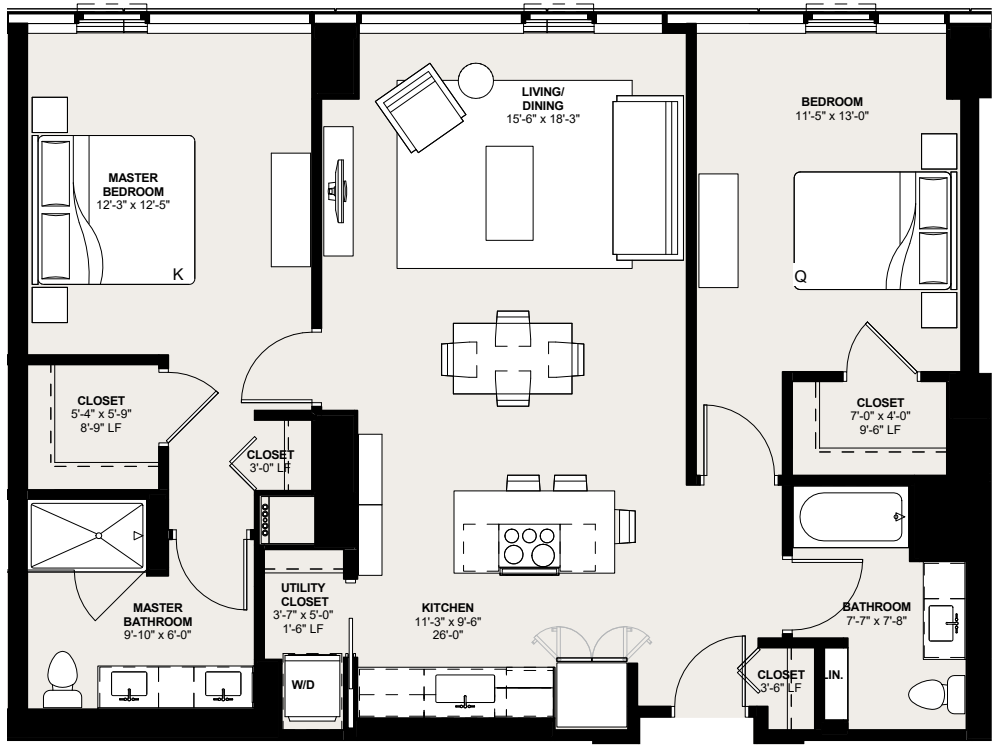 LIVING/
DINING
15'-6" x 18'-3"
BEDROOM
11'-5" x 13'-0"
MASTER
BEDROOM
12'-3" x 12'-5"
K
Q
CLOSET
5'-4" x 5'-9"
8'-9" LF
CLOSET
7'-0" x 4'-0"
9'-6" LF
CLOSET
3'-0" LF
UTILITY
CLOSET
3'-7" x 5'-0"
1'-6" LF
MASTER
BATHROOM
9'-10" x 6'-0"
KITCHEN
11'-3" x 9'-6"
26'-0"
BATHROOM
7'-7" x 7'-8"
W/D
CLOSET
3'-6" LF
LIN.